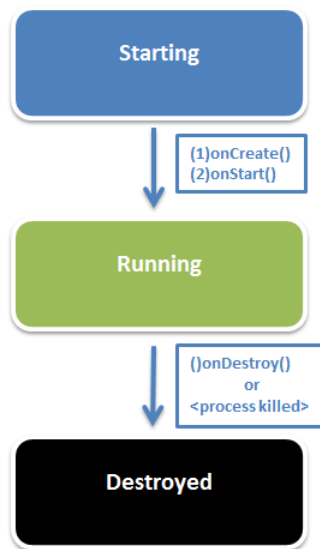 Starting
(1)onCreate()
(2)onStart()
Running
()onDestroy()
or
<process killed>
Destroyed